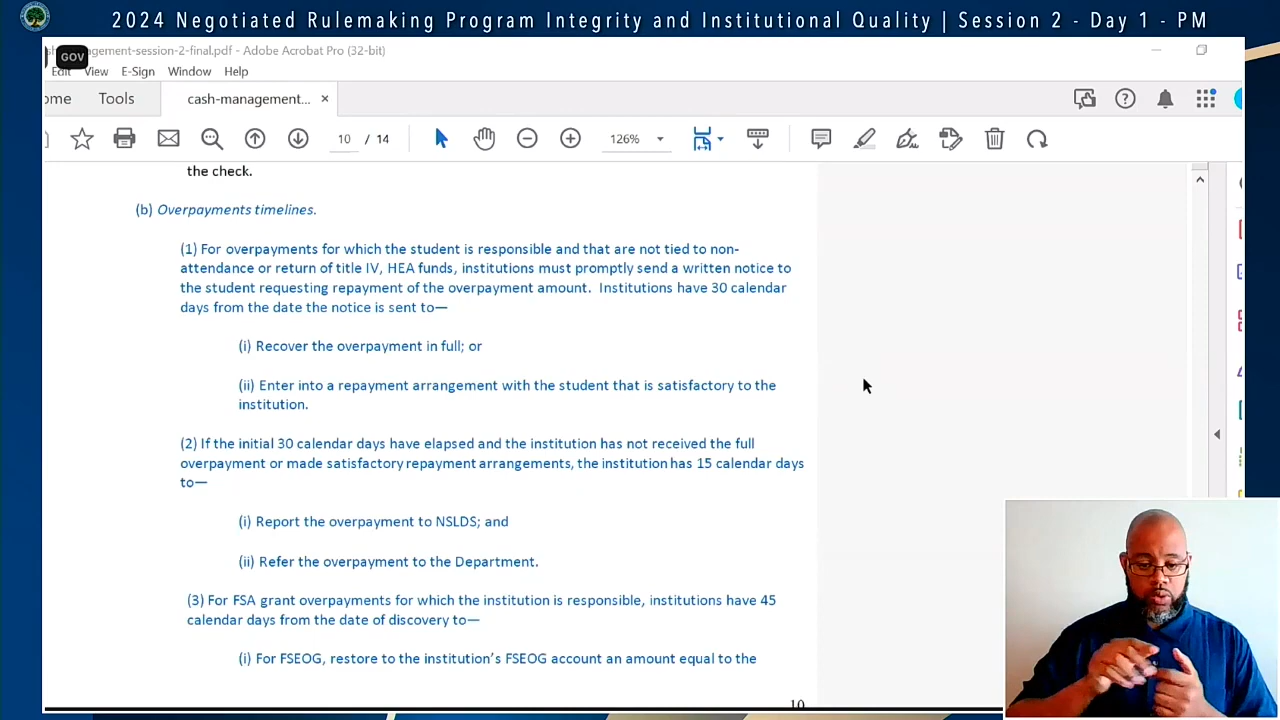 2024 Negotiated Rulemaking Program Integrity and Institutional Quality | Session 2 - Day 1 - PM
GOV
agement-session-2-final.pdf - Adobe Acrobat Pro (32-bit)
Edit View E-Sign Window Help
ome Tools cash-management... ×
10 / 14 126%
the check.
(b) Overpayments timelines.
(1) For overpayments for which the student is responsible and that are not tied to non-
attendance or return of title IV, HEA funds, institutions must promptly send a written notice to
the student requesting repayment of the overpayment amount. Institutions have 30 calendar
days from the date the notice is sent to—
(i) Recover the overpayment in full; or
(ii) Enter into a repayment arrangement with the student that is satisfactory to the
institution.
(2) If the initial 30 calendar days have elapsed and the institution has not received the full
overpayment or made satisfactory repayment arrangements, the institution has 15 calendar days
to—
(i) Report the overpayment to NSLDS; and
(ii) Refer the overpayment to the Department.
(3) For FSA grant overpayments for which the institution is responsible, institutions have 45
calendar days from the date of discovery to—
(i) For FSEOG, restore to the institution's FSEOG account an amount equal to the
10